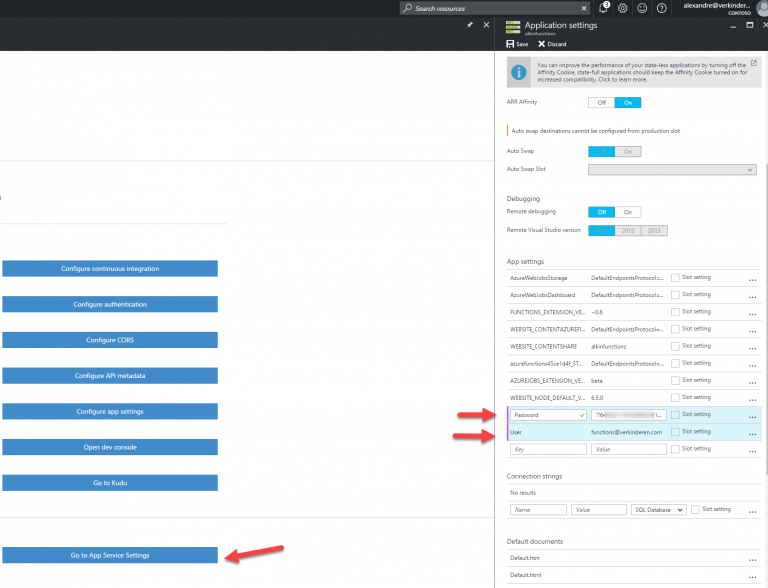 Search resources
3
alexandre@verkinder...
CONTOSO
Application settings
alkinfunctions
Save Discard
You can improve the performance of your state-less applications by turning off the
Affinity Cookie, state-full applications should keep the Affinity Cookie turned on for
increased compatibility. Click to learn more.
ARR Affinity Off On
Auto swap destinations cannot be configured from production slot
Auto Swap On
Auto Swap Slot
Debugging
Remote debugging Off On
Remote Visual Studio version 2013 2015
Configure continuous integration
Configure authentication
Configure CORS
Configure API metadata
Configure app settings
Open dev console
Go to Kudu
Go to App Service Settings
App settings
AzureWebJobsStorage DefaultEndpointsProtocol=... Slot setting ...
AzureWebJobsDashboard DefaultEndpointsProtocol=... Slot setting ...
FUNCTIONS_EXTENSION_VE... ~0.6 Slot setting ...
WEBSITE_CONTENTAZUREFI... DefaultEndpointsProtocol=... Slot setting ...
WEBSITE_CONTENTSHARE alkinfunctions Slot setting ...
azurefunctions45ce1d4f_ST... DefaultEndpointsProtocol=... Slot setting ...
AZUREJOBS_EXTENSION_VE... beta Slot setting ...
WEBSITE_NODE_DEFAULT_V... 6.5.0 Slot setting ...
Password Slot setting ...
User functions@verkinderen.com Slot setting ...
Key Value Slot setting ...
Connection strings
No results
Name Value SQL Database Slot setting ...
Default documents
Default.htm ...
Default.html ...